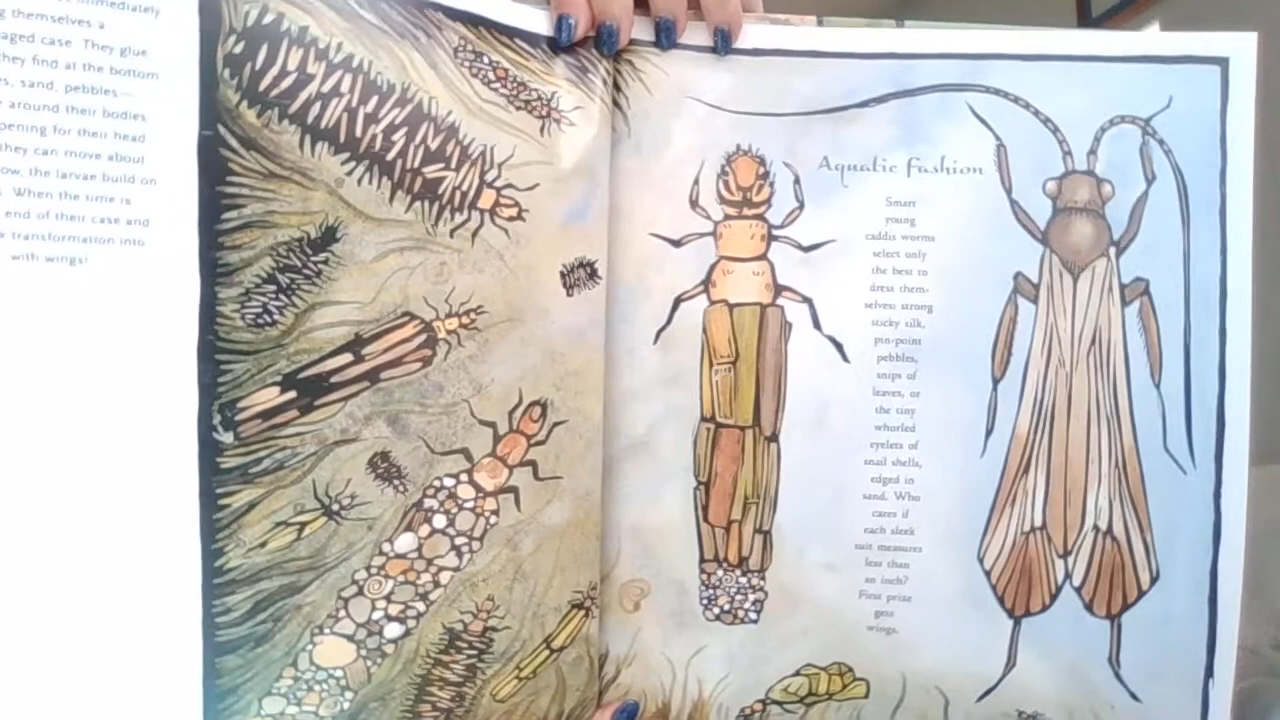 immediately
g themselves a
aged case. They glue
they find at the bottom
es, sand, pebbles—
e around their bodies,
pening for their head
they can move about
ow, the larvae build on
. When the time is
end of their case and
transformation into
with wings!
Aquatic Fashion
Smart
young
caddis worms
select only
the best to
dress them-
selves: strong
sticky silk,
pin-point
pebbles,
snips of
leaves, or
the tiny
whorled
eyelets of
snail shells,
edged in
sand. Who
cares if
each sleek
suit measures
less than
an inch?
First prize
gets
wings.